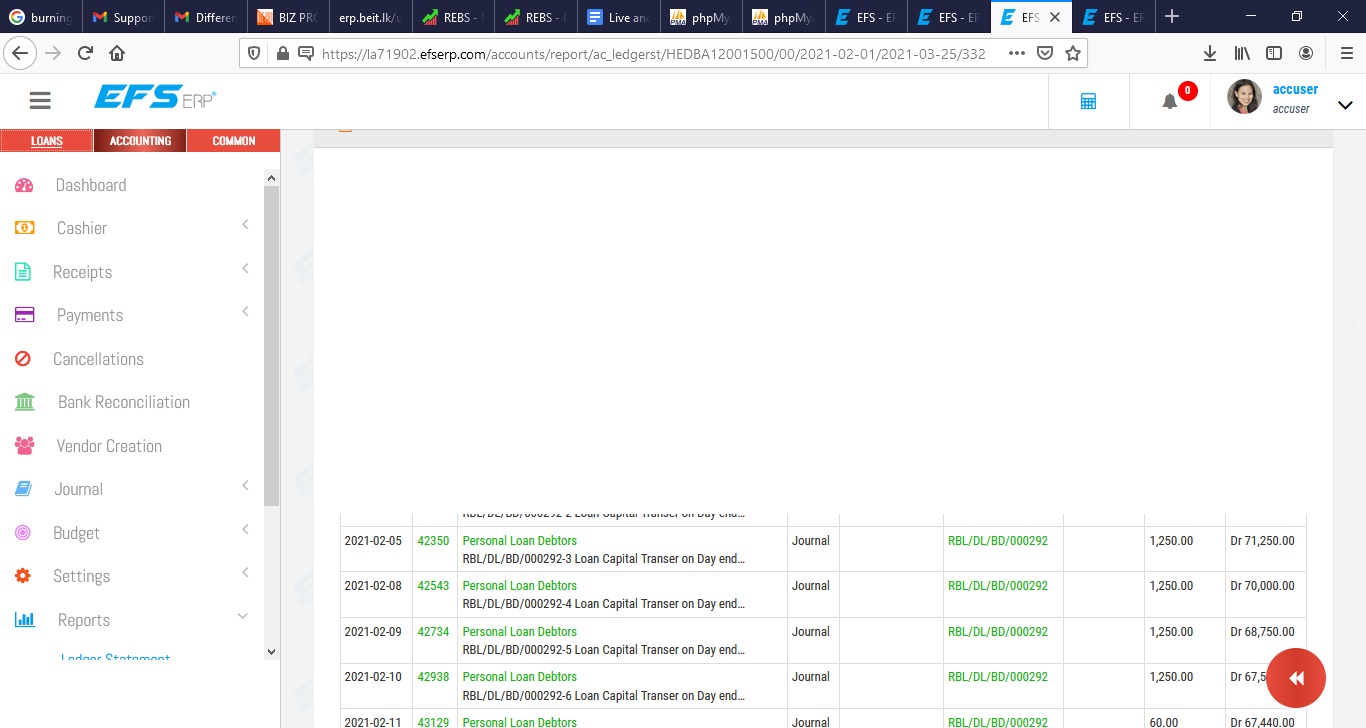 burning
Suppor
Differen
BIZ PRO
erp.beit.lk/u
REBS -
REBS - E
Live an
phpMy
phpMy
EFS - EF
EFS - EF
EFS
EFS - EF
https://la71902.efserp.com/accounts/report/ac_ledgerst/HEDBA12001500/00/2021-02-01/2021-03-25/332
EFS ERP
0
accuser
accuser
LOANS ACCOUNTING COMMON
Dashboard
Cashier
Receipts
Payments
Cancellations
Bank Reconciliation
Vendor Creation
Journal
Budget
Settings
Reports
Ledger Statement
RBL/DL/BD/000292-2 Loan Capital Transer on Day end...
2021-02-05 42350 Personal Loan Debtors Journal RBL/DL/BD/000292 1,250.00 Dr 71,250.00
RBL/DL/BD/000292-3 Loan Capital Transer on Day end...
2021-02-08 42543 Personal Loan Debtors Journal RBL/DL/BD/000292 1,250.00 Dr 70,000.00
RBL/DL/BD/000292-4 Loan Capital Transer on Day end...
2021-02-09 42734 Personal Loan Debtors Journal RBL/DL/BD/000292 1,250.00 Dr 68,750.00
RBL/DL/BD/000292-5 Loan Capital Transer on Day end...
2021-02-10 42938 Personal Loan Debtors Journal RBL/DL/BD/000292 1,250.00 Dr 67,5
RBL/DL/BD/000292-6 Loan Capital Transer on Day end...
2021-02-11 43129 Personal Loan Debtors Journal RBL/DL/BD/000292 60.00 Dr 67,440.00